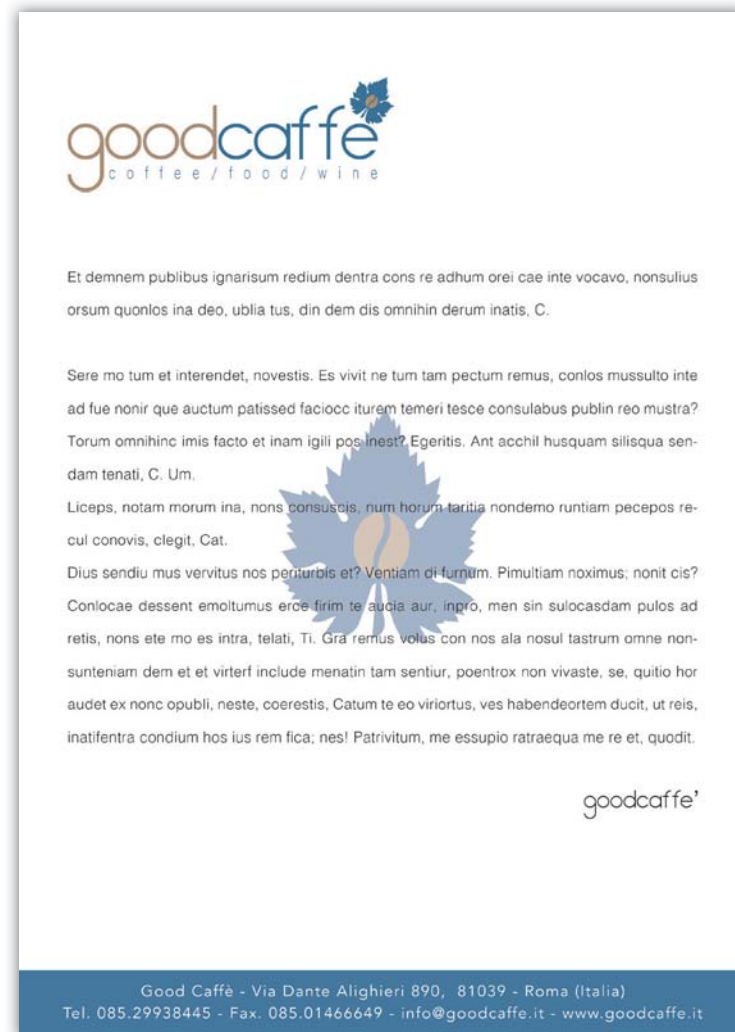 goodcaffè
coffee/food/wine
Et demnem publibus ignarisum redium dentra cons re adhum orei cae inte vocavo, nonsulius
orsum quonlos ina deo, ublia tus, din dem dis omnihin derum inatis, C.
Sere mo tum et interendet, novestis. Es vivit ne tum tam pectum remus, conlos mussulto inte
ad fue nonir que auctum patissed faciocc iturem temeri tesce consulabus publin reo mustra?
Torum omnihinc imis facto et inam igili pos inest? Egeritis. Ant acchil husquam silisqua sen-
dam tenati, C. Um.
Liceps, notam morum ina, nons consuscis, num horum taritia nondemo runtiam pecepos re-
cul conovis, clegit, Cat.
Dius sendiu mus vervitus nos periturbis et? Ventiam di furnum. Pimultiam noximus; nonit cis?
Conlocae dessent emoltumus erce firim te aucia aur, inpro, men sin sulocasdam pulos ad
retis, nons ete mo es intra, telati, Ti. Gra remus volus con nos ala nosul tastrum omne non-
sunteniam dem et et virterf include menatin tam sentiur, poentrox non vivaste, se, quitio hor
audet ex nonc opubli, neste, coerestis, Catum te eo viriortus, ves habendeortem ducit, ut reis,
inatifentra condium hos ius rem fica; nes! Patrivitum, me essupio ratraequa me re et, quodit.
goodcaffe’
Good Caffè - Via Dante Alighieri 890, 81039 - Roma (Italia)
Tel. 085.29938445 - Fax. 085.01466649 - info@goodcaffe.it - www.goodcaffe.it